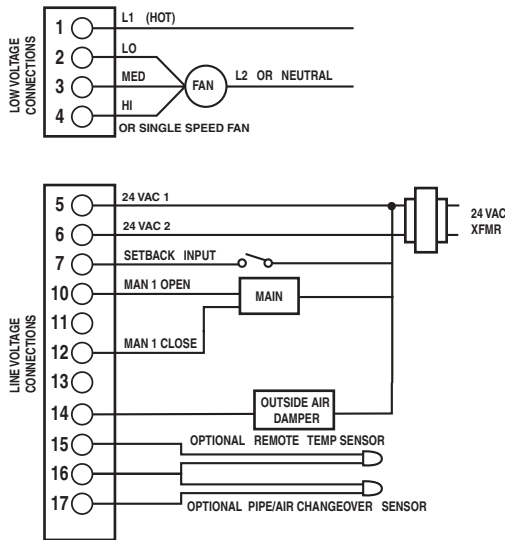 LOW VOLTAGE
CONNECTIONS
1 L1 (HOT)
2 LO
3 MED FAN L2 OR NEUTRAL
4 HI
OR SINGLE SPEED FAN
LINE VOLTAGE
CONNECTIONS
5 24 VAC 1
6 24 VAC 2
24 VAC
XFMR
7 SETBACK INPUT
10 MAN 1 OPEN
MAIN
11
12 MAN 1 CLOSE
13
14 OUTSIDE AIR
DAMPER
15 OPTIONAL REMOTE TEMP SENSOR
16
17 OPTIONAL PIPE/AIR CHANGEOVER SENSOR